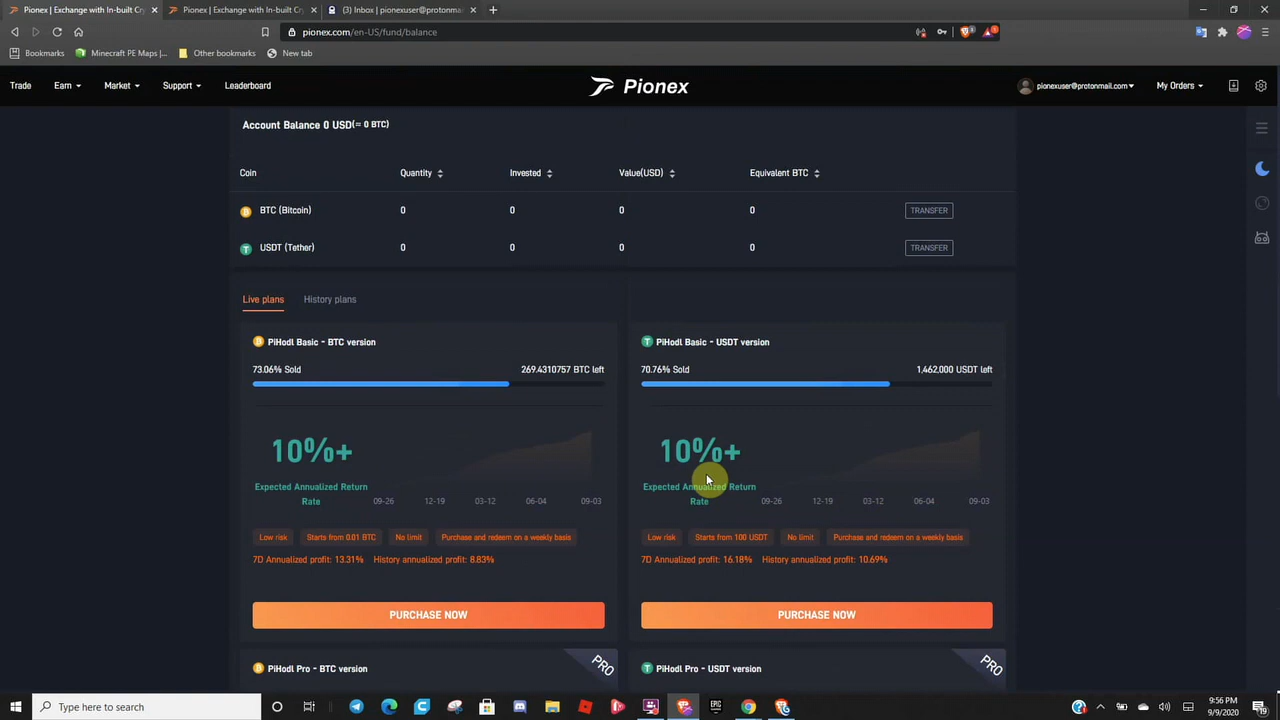 Pionex | Exchange with In-built Cry
Pionex | Exchange with In-built Cryp
(3) Inbox | pionexuser@protonmail
pionex.com/en-US/fund/balance
Bookmarks Minecraft PE Maps |... Other bookmarks New tab
Trade Earn Market Support Leaderboard Pionex pionexuser@protonmail.com My Orders
Account Balance 0 USD(≈ 0 BTC)
Coin Quantity Invested Value(USD) Equivalent BTC
BTC (Bitcoin) 0 0 0 0 TRANSFER
USDT (Tether) 0 0 0 0 TRANSFER
Live plans History plans
PiHodl Basic - BTC version
73.06% Sold 269.4310757 BTC left
10%+
Expected Annualized Return
Rate
09-26 12-19 03-12 06-04 09-03
Low risk Starts from 0.01 BTC No limit Purchase and redeem on a weekly basis
7D Annualized profit: 13.31% History annualized profit: 8.83%
PURCHASE NOW
PiHodl Basic - USDT version
70.76% Sold 1,462,000 USDT left
10%+
Expected Annualized Return
Rate
09-26 12-19 03-12 06-04 09-03
Low risk Starts from 100 USDT No limit Purchase and redeem on a weekly basis
7D Annualized profit: 16.18% History annualized profit: 10.69%
PURCHASE NOW
PiHodl Pro - BTC version PRO
PiHodl Pro - USDT version PRO
Type here to search
9:56 PM
9/9/2020